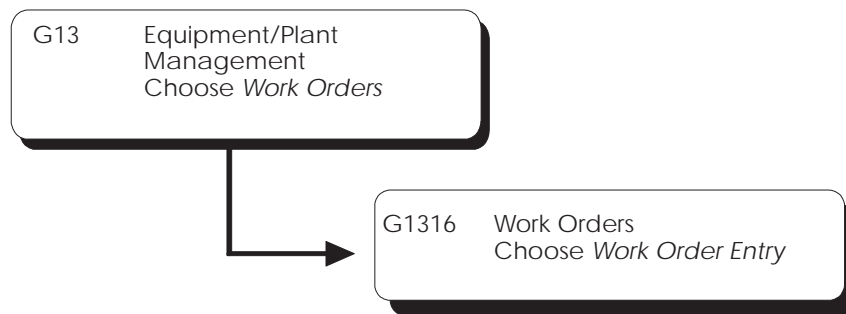 G13 Equipment/Plant
Management
Choose Work Orders
G1316 Work Orders
Choose Work Order Entry